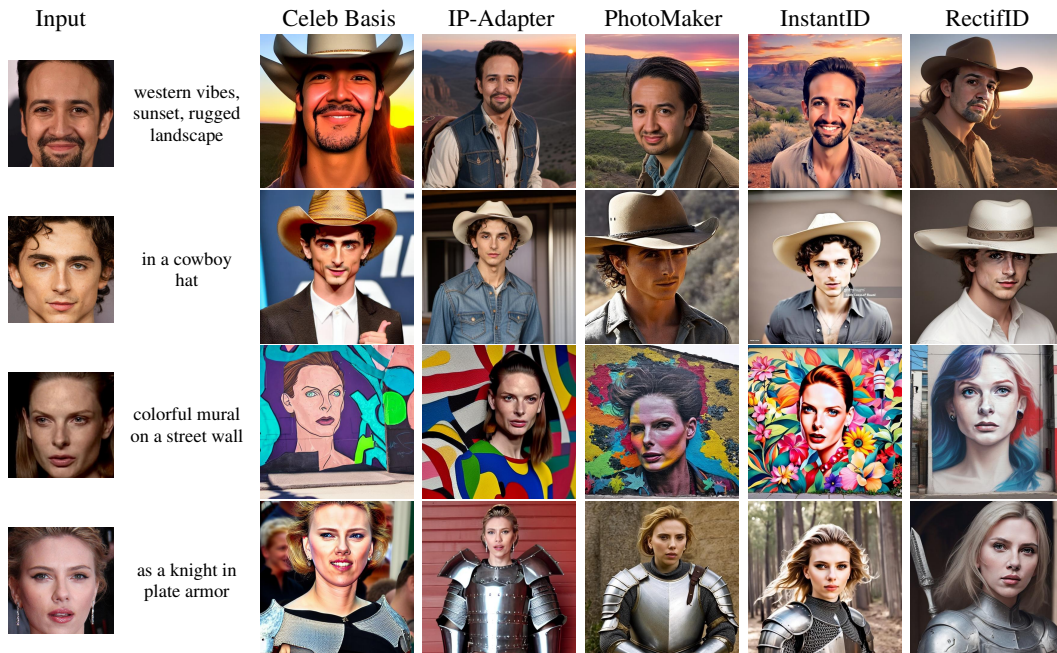 Input
Celeb Basis
IP-Adapter
PhotoMaker
InstantID
RectifID
western vibes,
sunset, rugged
landscape
in a cowboy
hat
colorful mural
on a street wall
as a knight in
plate armor